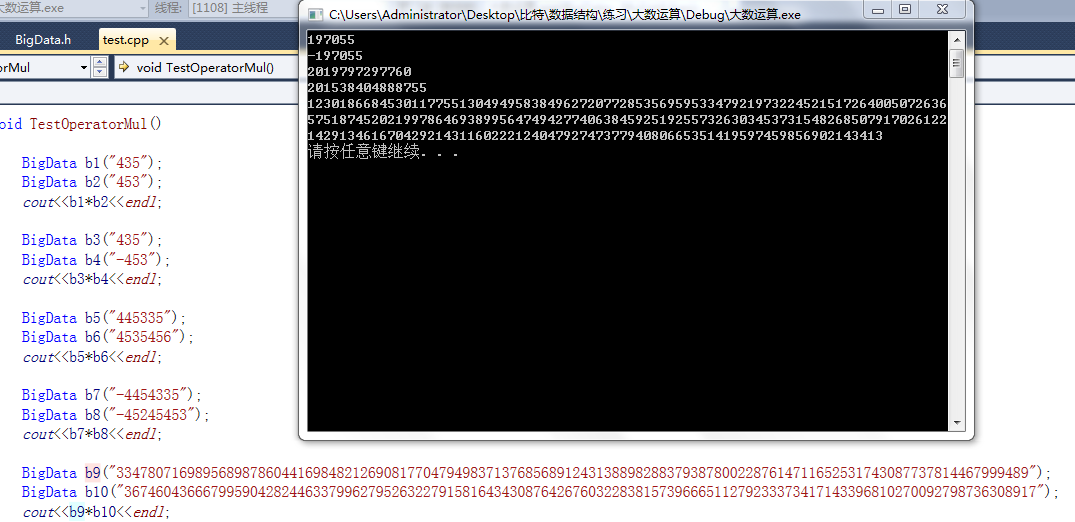 大数运算.exe 线程: [1108] 主线程
C:\Users\Administrator\Desktop\比特\数据结构\练习\大数运算\Debug\大数运算.exe
BigData.h test.cpp
orMul void TestOperatorMul()
197055
-197055
2019797297760
201538404888755
1230186684530117755130494958384962720772853569595334792197322452151726400507263657518745202199786469389956474942774063845925192557326303453731548268507917026122142913461670429214311602221240479274737794080665351419597459856902143413
请按任意键继续. . .
oid TestOperatorMul()
BigData b1("435");
BigData b2("453");
cout<<b1*b2<<endl;
BigData b3("435");
BigData b4("-453");
cout<<b3*b4<<endl;
BigData b5("445335");
BigData b6("4535456");
cout<<b5*b6<<endl;
BigData b7("-4454335");
BigData b8("-45245453");
cout<<b7*b8<<endl;
BigData b9("33478071698956898786044169848212690817704794983713768568912431388982883793878002287614711652531743087737814467999489");
BigData b10("36746043666799590428244633799627952632279158164343087642676032283815739666511279233373417143396810270092798736308917");
cout<<b9*b10<<endl;